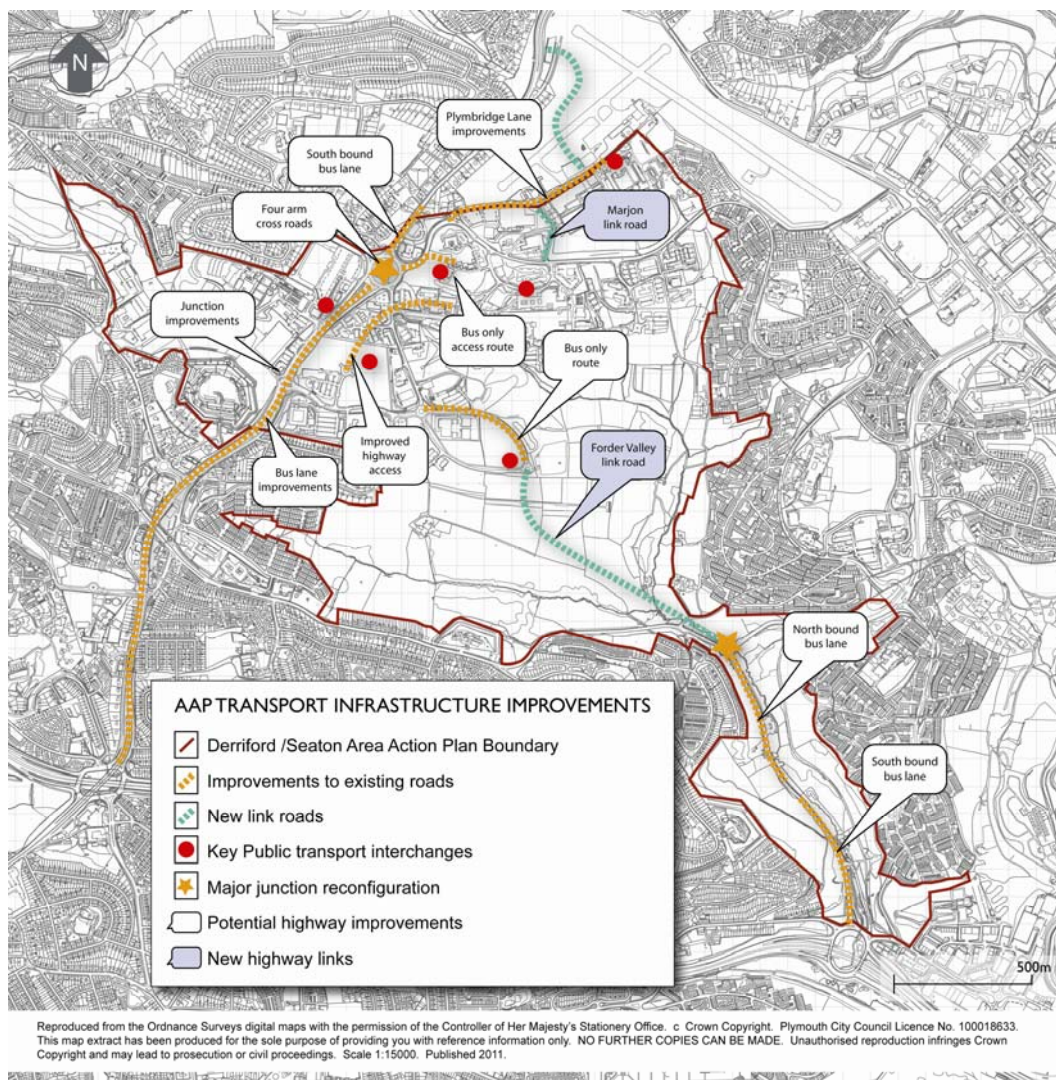 N
Plymbridge Lane
improvements
South bound
bus lane
Four arm
cross roads
Marjon
link road
Junction
improvements
Bus only
access route
Bus only
route
Improved
highway
access
Forder Valley
link road
Bus lane
improvements
North bound
bus lane
South bound
bus lane
AAP TRANSPORT INFRASTRUCTURE IMPROVEMENTS
Derriford /Seaton Area Action Plan Boundary
Improvements to existing roads
New link roads
Key Public transport interchanges
Major junction reconfiguration
Potential highway improvements
New highway links
500m
Reproduced from the Ordnance Surveys digital maps with the permission of the Controller of Her Majesty's Stationery Office. c Crown Copyright. Plymouth City Council Licence No. 100018633.
This map extract has been produced for the sole purpose of providing you with reference information only. NO FURTHER COPIES CAN BE MADE. Unauthorised reproduction infringes Crown
Copyright and may lead to prosecution or civil proceedings. Scale 1:15000. Published 2011.